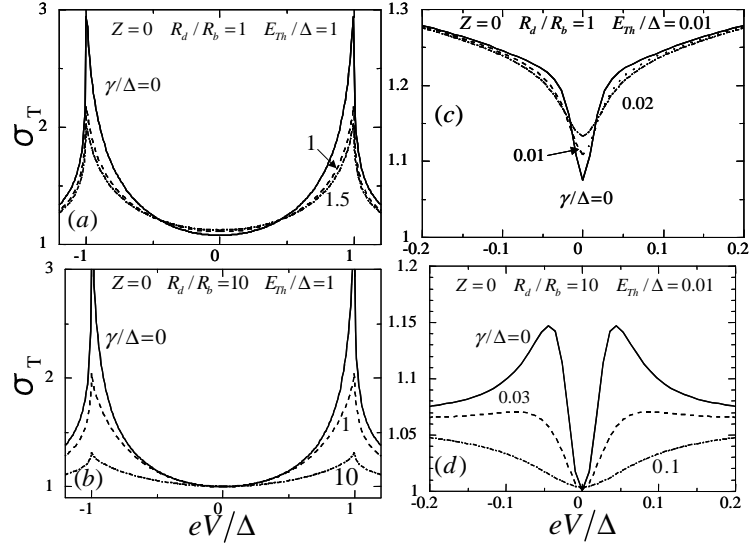 Z=0 R_d/R_b=1 E_Th/Δ=1
γ/Δ=0
1
1.5
(a)
σ_T
3
2
1
-1 0 1
Z=0 R_d/R_b=1 E_Th/Δ=0.01
(c)
0.02
0.01
γ/Δ=0
1.3
1.2
1.1
1
-0.2 -0.1 0 0.1 0.2
Z=0 R_d/R_b=10 E_Th/Δ=1
γ/Δ=0
1
10
(b)
σ_T
3
2
1
-1 0 1
eV/Δ
Z=0 R_d/R_b=10 E_Th/Δ=0.01
γ/Δ=0
0.03
0.1
(d)
1.2
1.15
1.1
1.05
1
-0.2 -0.1 0 0.1 0.2
eV/Δ